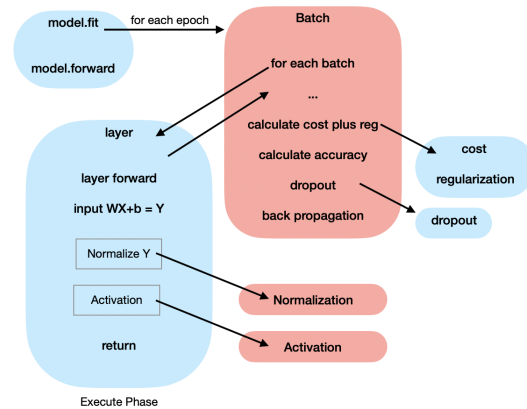 model.fit
for each epoch
model.forward
Batch
for each batch
...
calculate cost plus reg
calculate accuracy
dropout
back propagation
cost
regularization
dropout
layer
layer forward
input WX+b = Y
Normalize Y
Activation
return
Normalization
Activation
Execute Phase